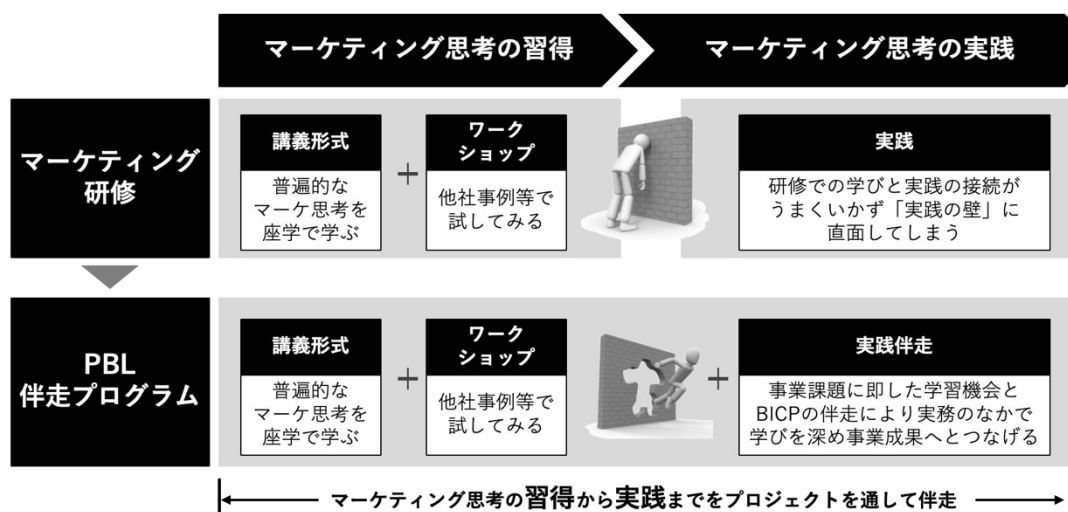 マーケティング思考の習得
マーケティング思考の実践
マーケティング
研修
講義形式
普遍的な
マーケ思考を
座学で学ぶ
+
ワーク
ショップ
他社事例等で
試してみる
実践
研修での学びと実践の接続が
うまくいかず「実践の壁」に
直面してしまう
PBL
伴走プログラム
講義形式
普遍的な
マーケ思考を
座学で学ぶ
+
ワーク
ショップ
他社事例等で
試してみる
+
実践伴走
事業課題に即した学習機会と
BICPの伴走により実務のなかで
学びを深め事業成果へとつなげる
マーケティング思考の習得から実践までをプロジェクトを通して伴走